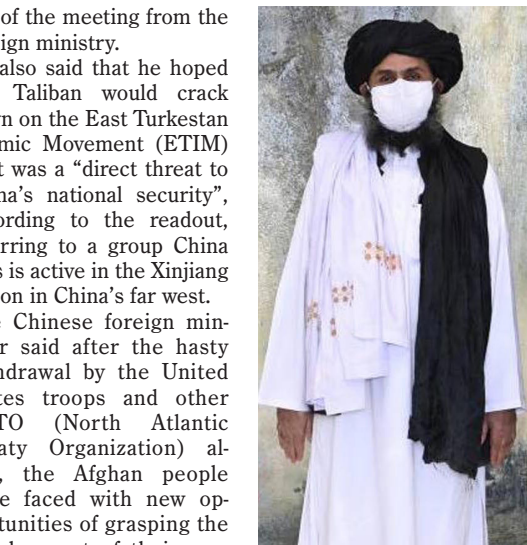 of the meeting from the
ign ministry.
also said that he hoped
Taliban would crack
n on the East Turkestan
mic Movement (ETIM)
t was a “direct threat to
na’s national security”,
ording to the readout,
rring to a group China
s is active in the Xinjiang
on in China’s far west.
e Chinese foreign min-
r said after the hasty
hdrawal by the United
tes troops and other
TO (North Atlantic
aty Organization) al-
, the Afghan people
e faced with new op-
tunities of grasping the